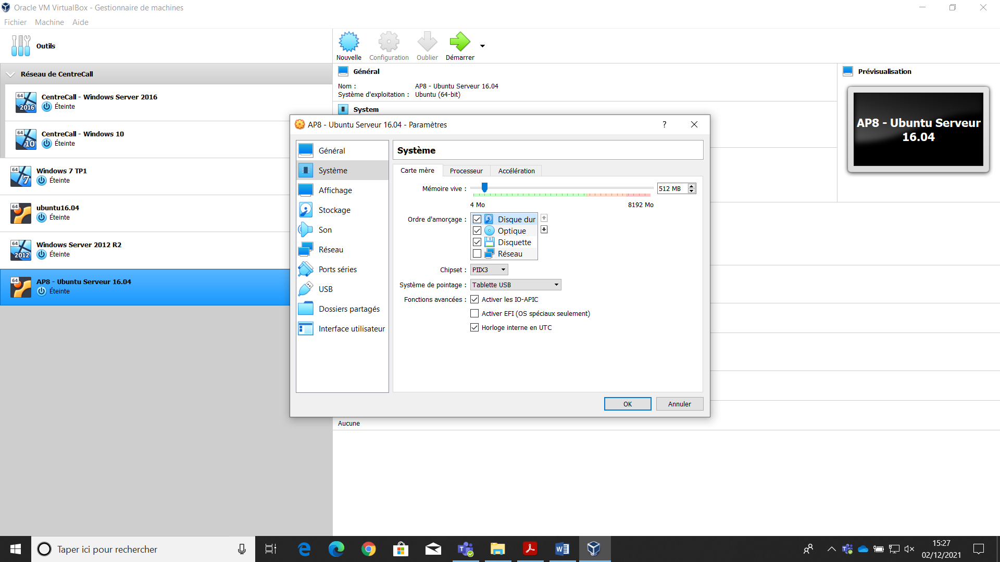 Oracle VM VirtualBox - Gestionnaire de machines
Fichier Machine Aide
Outils
Nouvelle Configuration Oublier Démarrer
Réseau de CentreCall
64 2016 CentreCall - Windows Server 2016
Éteinte
64 10 CentreCall - Windows 10
Éteinte
64 7 Windows 7 TP1
Éteinte
64 ubuntu16.04
Éteinte
64 2012 Windows Server 2012 R2
Éteinte
64 AP8 - Ubuntu Serveur 16.04
Éteinte
Général
Nom : AP8 - Ubuntu Serveur 16.04
Système d'exploitation : Ubuntu (64-bit)
System
Prévisualisation
AP8 - Ubuntu Serveur
16.04
AP8 - Ubuntu Serveur 16.04 - Paramètres ?
Général
Système
Affichage
Stockage
Son
Réseau
Ports séries
USB
Dossiers partagés
Interface utilisateur
Système
Carte mère Processeur Accélération
Mémoire vive : 512 MB
4 Mo 8192 Mo
Ordre d'amorçage : Disque dur
Optique
Disquette
Réseau
Chipset : PIIX3
Système de pointage : Tablette USB
Fonctions avancées : Activer les IO-APIC
Activer EFI (OS spéciaux seulement)
Horloge interne en UTC
OK Annuler
Aucune
Taper ici pour rechercher
15:27
02/12/2021